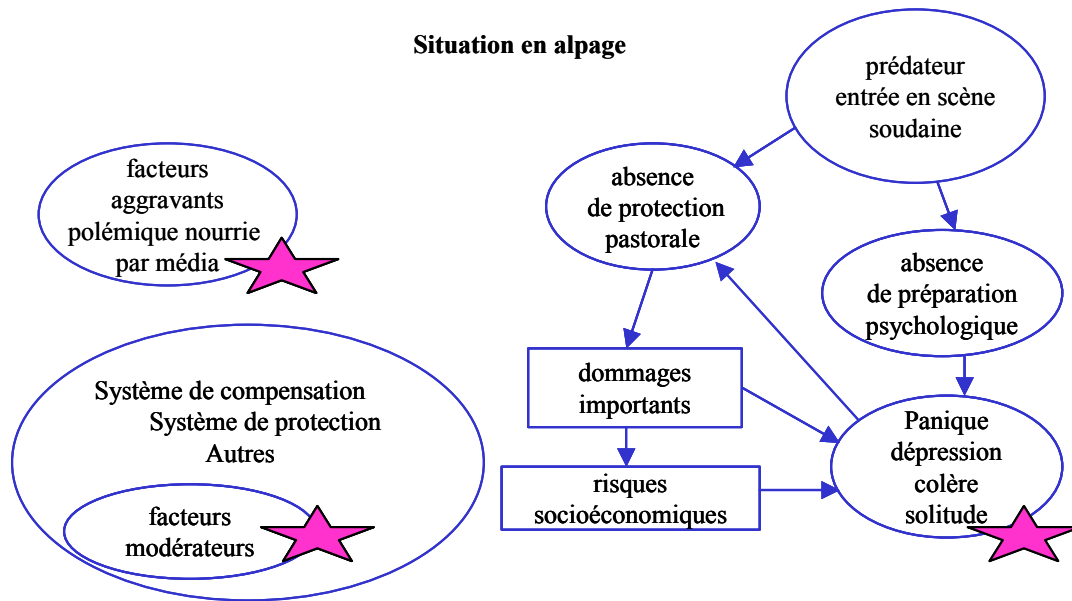 Situation en alpage
prédateur
entrée en scène
soudaine
facteurs
aggravants
polémique nourrie
par média
absence
de protection
pastorale
absence
de préparation
psychologique
dommages
importants
Système de compensation
Système de protection
Autres
Panique
dépression
colère
solitude
risques
socioéconomiques
facteurs
modérateurs